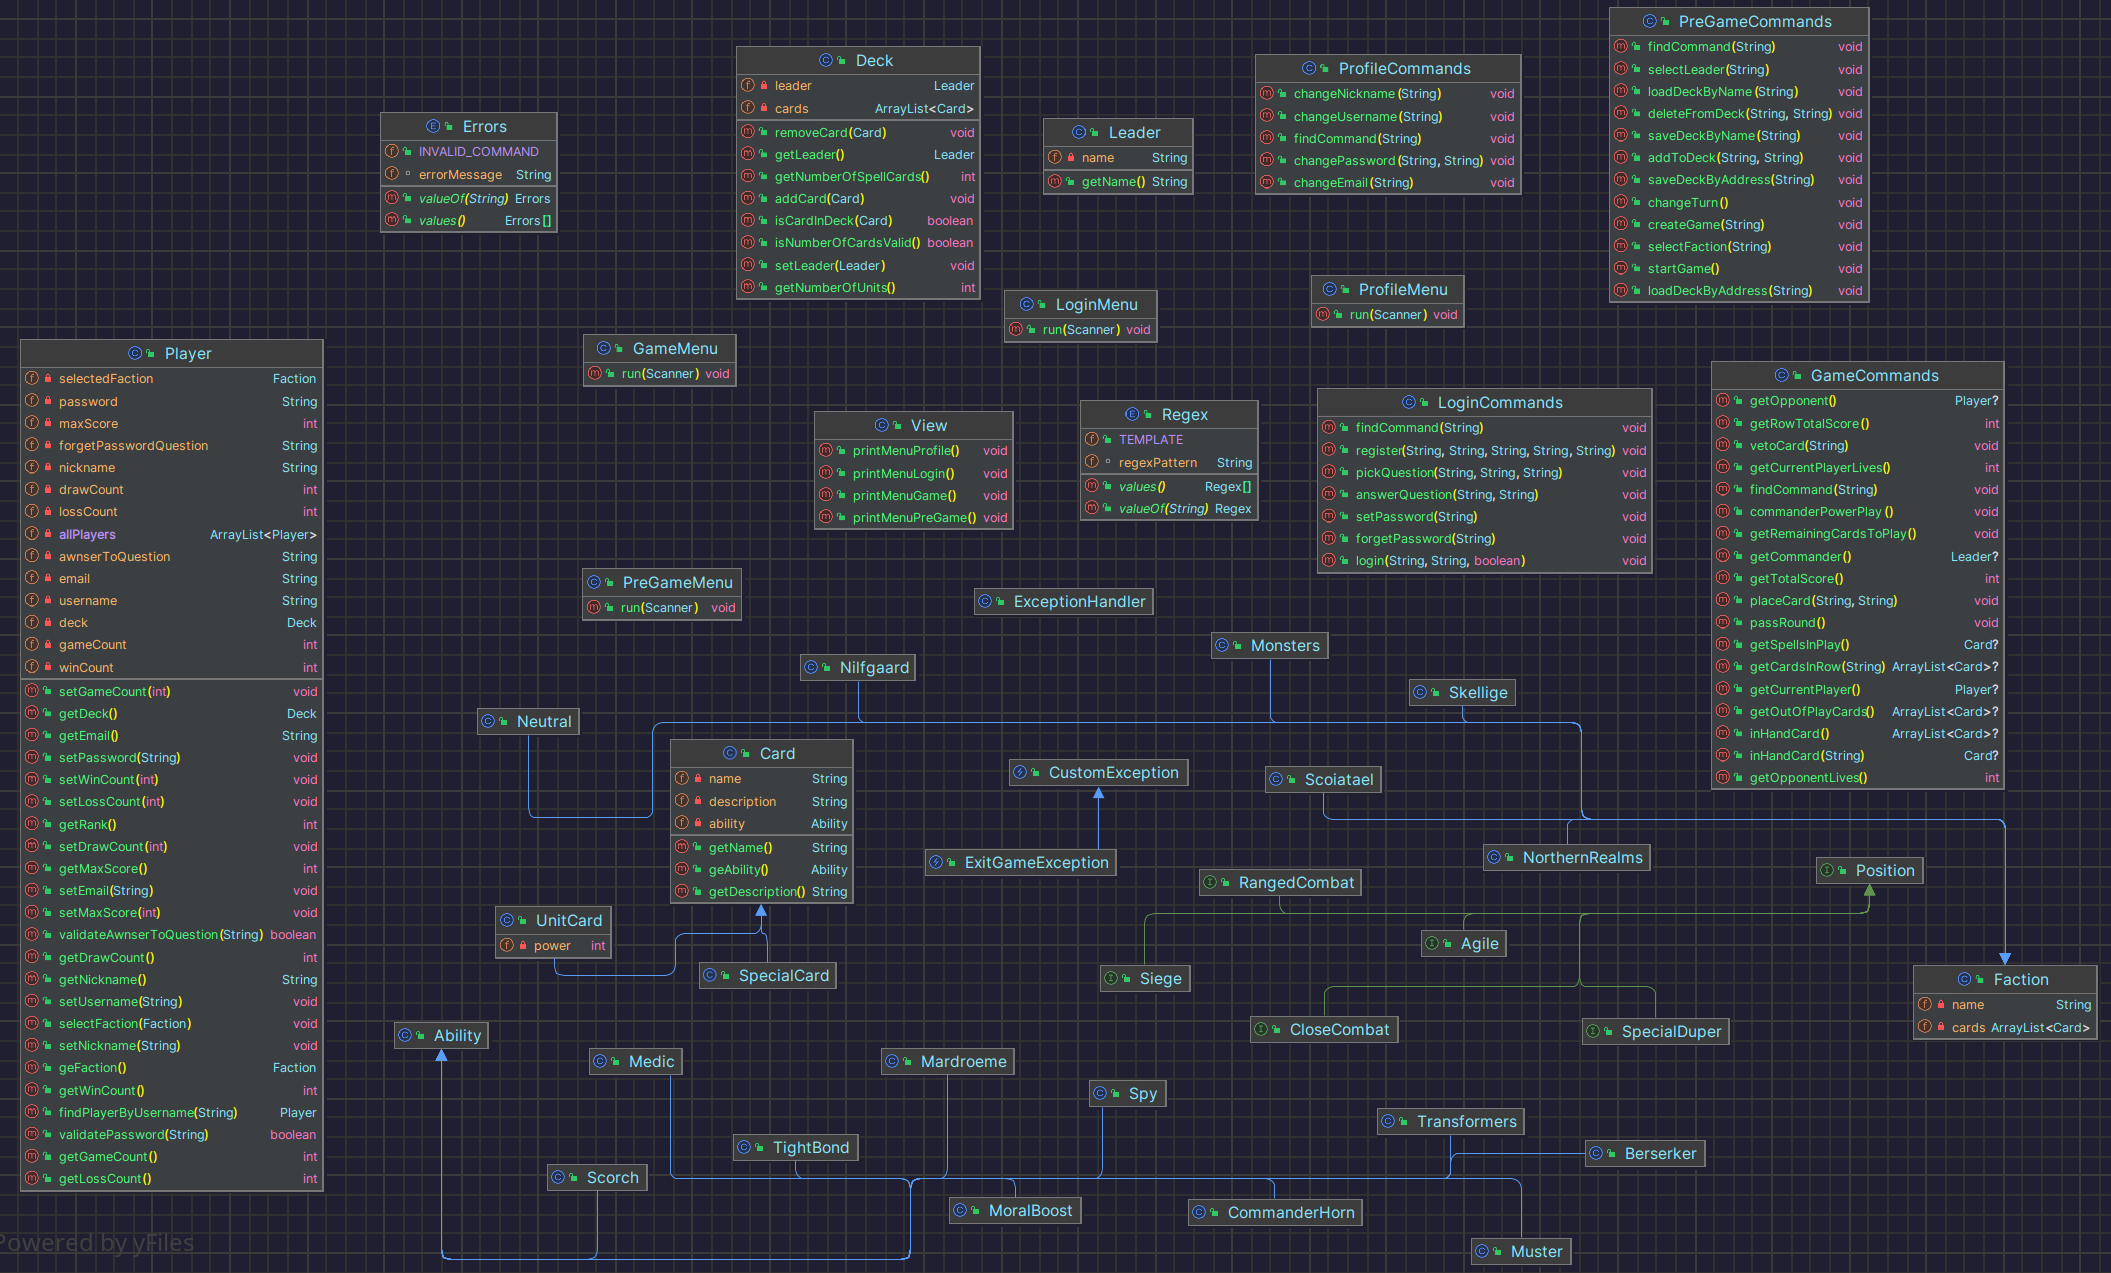 PreGameCommands
findCommand(String) void
selectLeader(String) void
loadDeckByName(String) void
deleteFromDeck(String, String) void
saveDeckByName(String) void
addToDeck(String, String) void
saveDeckByAddress(String) void
changeTurn() void
createGame(String) void
selectFaction(String) void
startGame() void
loadDeckByAddress(String) void
Deck
leader Leader
cards ArrayList<Card>
removeCard(Card) void
getLeader() Leader
getNumberOfSpellCards() int
addCard(Card) void
isCardInDeck(Card) boolean
isNumberOfCardsValid() boolean
setLeader(Leader) void
getNumberOfUnits() int
ProfileCommands
changeNickname(String) void
changeUsername(String) void
findCommand(String) void
changePassword(String, String) void
changeEmail(String) void
Errors
INVALID_COMMAND
errorMessage String
valueOf(String) Errors
values() Errors[]
Leader
name String
getName() String
ProfileMenu
run(Scanner) void
LoginMenu
run(Scanner) void
GameMenu
run(Scanner) void
Player
selectedFaction Faction
password String
maxScore int
forgetPasswordQuestion String
nickname String
drawCount int
lossCount int
allPlayers ArrayList<Player>
awnserToQuestion String
email String
username String
deck Deck
gameCount int
winCount int
setGameCount(int) void
getDeck() Deck
getEmail() String
setPassword(String) void
setWinCount(int) void
setLossCount(int) void
getRank() int
setDrawCount(int) void
getMaxScore() int
setEmail(String) void
setMaxScore(int) void
validateAwnserToQuestion(String) boolean
getDrawCount() int
getNickname() String
setUsername(String) void
selectFaction(Faction) void
setNickname(String) void
geFaction() Faction
getWinCount() int
findPlayerByUsername(String) Player
validatePassword(String) boolean
getGameCount() int
getLossCount() int
View
printMenuProfile() void
printMenuLogin() void
printMenuGame() void
printMenuPreGame() void
Regex
TEMPLATE
regexPattern String
values() Regex[]
valueOf(String) Regex
LoginCommands
findCommand(String) void
register(String, String, String, String, String) void
pickQuestion(String, String, String) void
answerQuestion(String, String) void
setPassword(String) void
forgetPassword(String) void
login(String, String, boolean) void
GameCommands
getOpponent() Player?
getRowTotalScore() int
vetoCard(String) void
getCurrentPlayerLives() int
findCommand(String) void
commanderPowerPlay() void
getRemainingCardsToPlay() void
getCommander() Leader?
getTotalScore() int
placeCard(String, String) void
passRound() void
getSpellsInPlay() Card?
getCardsInRow(String) ArrayList<Card>?
getCurrentPlayer() Player?
getOutOfPlayCards() ArrayList<Card>?
inHandCard() ArrayList<Card>?
inHandCard(String) Card?
getOpponentLives() int
PreGameMenu
run(Scanner) void
ExceptionHandler
Monsters
Nilfgaard
Skellige
Neutral
Card
name String
description String
ability Ability
getName() String
geAbility() Ability
getDescription() String
CustomException
Scoiatael
ExitGameException
NorthernRealms
Position
RangedCombat
UnitCard
power int
Agile
SpecialCard
Siege
Faction
name String
cards ArrayList<Card>
CloseCombat
SpecialDuper
Ability
Medic
Mardroeme
Spy
Transformers
TightBond
Berserker
Scorch
MoralBoost
CommanderHorn
Muster
Powered by yFiles